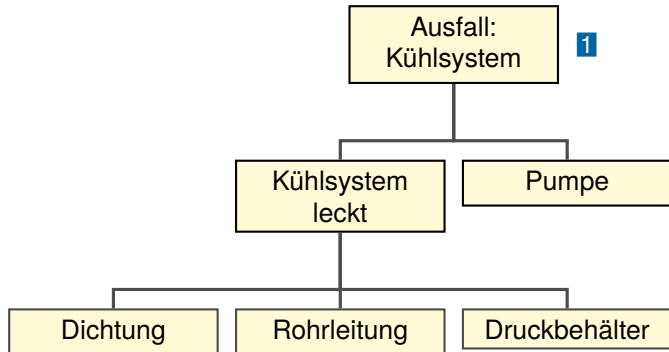 Ausfall:
Kühlsystem
1
Kühlsystem
leckt
Pumpe
Dichtung
Rohrleitung
Druckbehälter